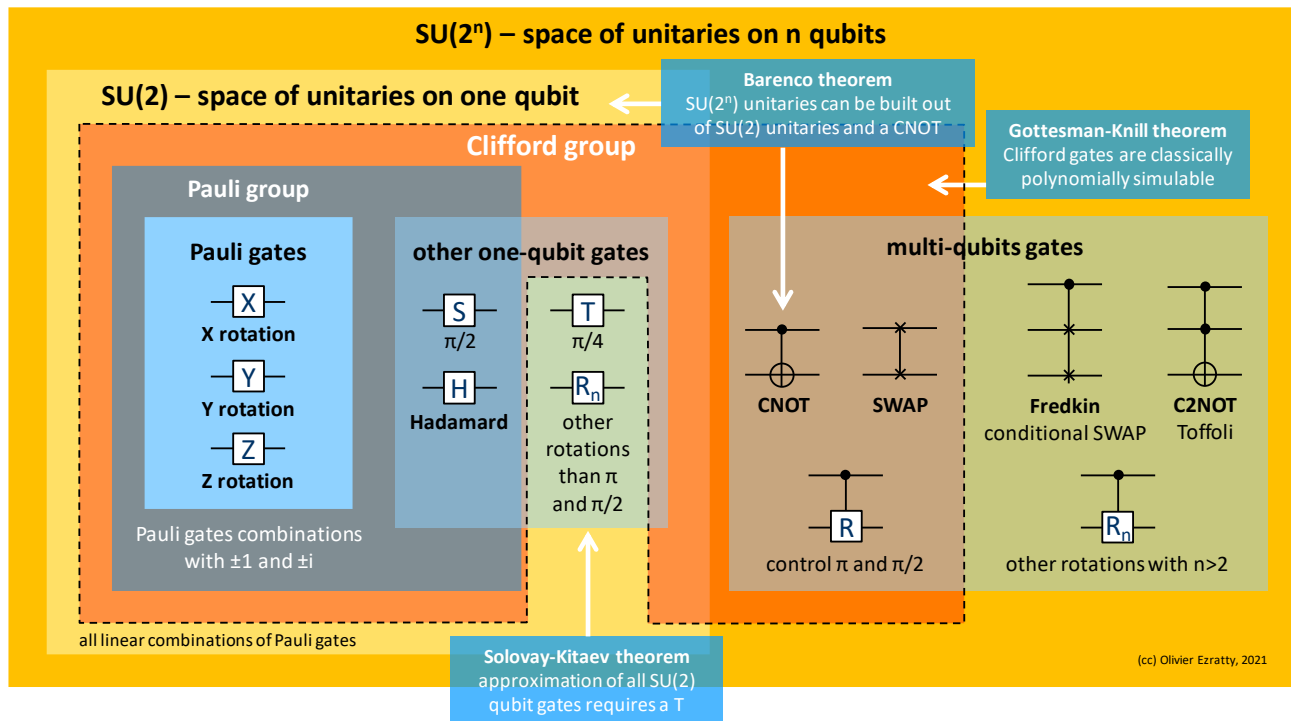 SU(2ⁿ) – space of unitaries on n qubits
SU(2) – space of unitaries on one qubit
Barenco theorem
SU(2ⁿ) unitaries can be built out
of SU(2) unitaries and a CNOT
Gottesman-Knill theorem
Clifford gates are classically
polynomially simulable
Clifford group
Pauli group
Pauli gates
X
X rotation
Y
Y rotation
Z
Z rotation
Pauli gates combinations
with ±1 and ±i
other one-qubit gates
S
π/2
H
Hadamard
T
π/4
Rₙ
other
rotations
than π
and π/2
multi-qubits gates
CNOT
SWAP
Fredkin
conditional SWAP
C2NOT
Toffoli
R
control π and π/2
Rₙ
other rotations with n>2
all linear combinations of Pauli gates
Solovay-Kitaev theorem
approximation of all SU(2)
qubit gates requires a T
(cc) Olivier Ezratty, 2021